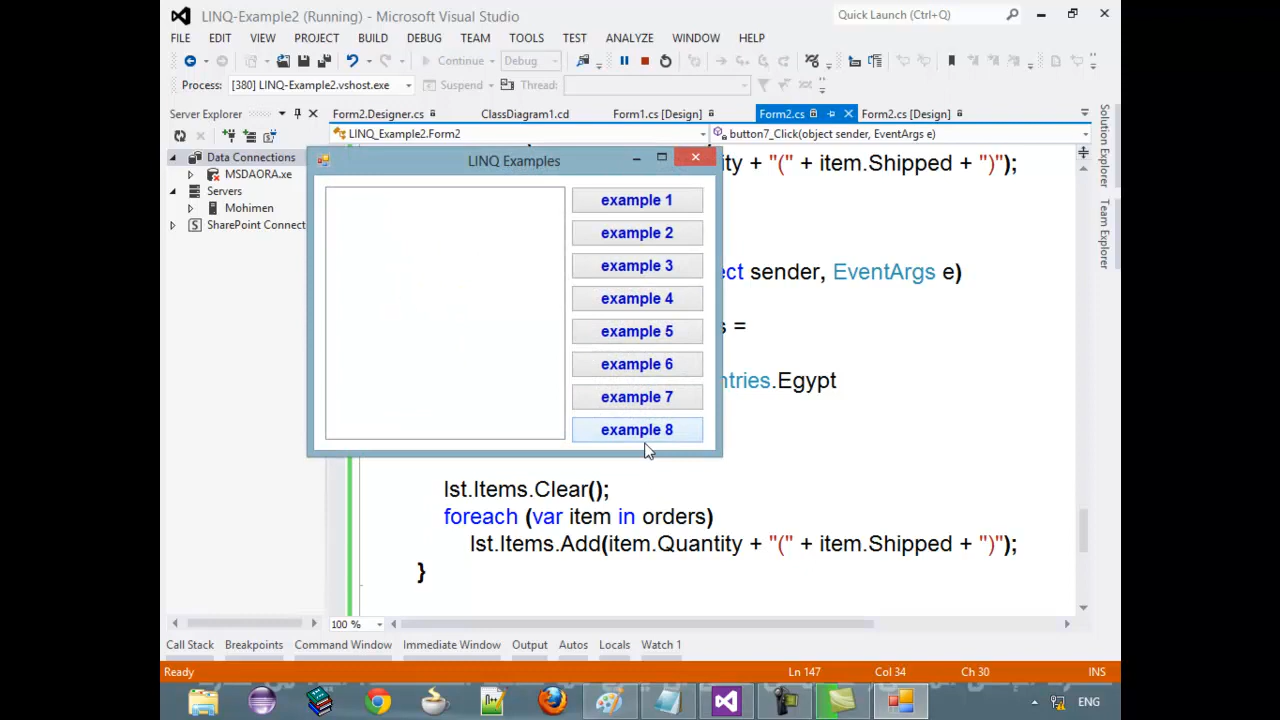 LINQ-Example2 (Running) - Microsoft Visual Studio
Quick Launch (Ctrl+Q)
FILE EDIT VIEW PROJECT BUILD DEBUG TEAM TOOLS TEST ANALYZE WINDOW HELP
Continue Debug
Process: [380] LINQ-Example2.vshost.exe Suspend Thread:
Server Explorer
Form2.Designer.cs ClassDiagram1.cd Form1.cs [Design] Form2.cs Form2.cs [Design]
LINQ_Example2.Form2 button7_Click(object sender, EventArgs e)
Data Connections
MSDAORA.xe
Servers
Mohimen
SharePoint Connect
LINQ Examples
example 1
example 2
example 3
example 4
example 5
example 6
example 7
example 8
ty + "(" + item.Shipped + ")");
ect sender, EventArgs e)
s =
ntries.Egypt
lst.Items.Clear();
foreach (var item in orders)
lst.Items.Add(item.Quantity + "(" + item.Shipped + ")");
}
Solution Explorer
Team Explorer
100 %
Call Stack Breakpoints Command Window Immediate Window Output Autos Locals Watch 1
Ready Ln 147 Col 34 Ch 30 INS
ENG